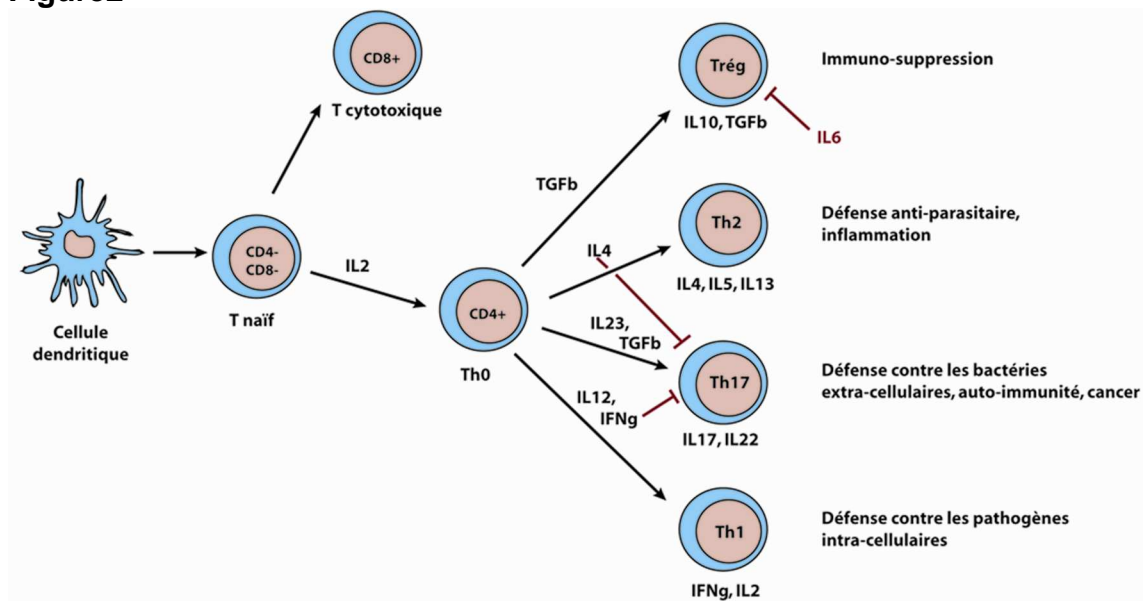 Figure2
CD8+
T cytotoxique
Trég
IL10, TGFb
Immuno-suppression
IL6
TGFb
CD4-
CD8-
T naïf
IL2
Cellule
dendritique
CD4+
Th0
IL4
Th2
IL4, IL5, IL13
Défense anti-parasitaire,
inflammation
IL23,
TGFb
Th17
IL17, IL22
Défense contre les bactéries
extra-cellulaires, auto-immunité, cancer
IL12,
IFNg
Th1
IFNg, IL2
Défense contre les pathogènes
intra-cellulaires